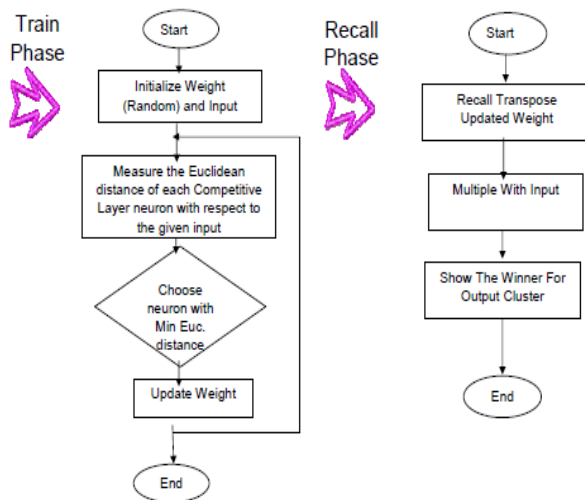 Train
Phase
Start
Initialize Weight
(Random) and Input
Measure the Euclidean
distance of each Competitive
Layer neuron with respect to
the given input
Choose
neuron with
Min Euc.
distance
Update Weight
End
Recall
Phase
Start
Recall Transpose
Updated Weight
Multiple With Input
Show The Winner For
Output Cluster
End